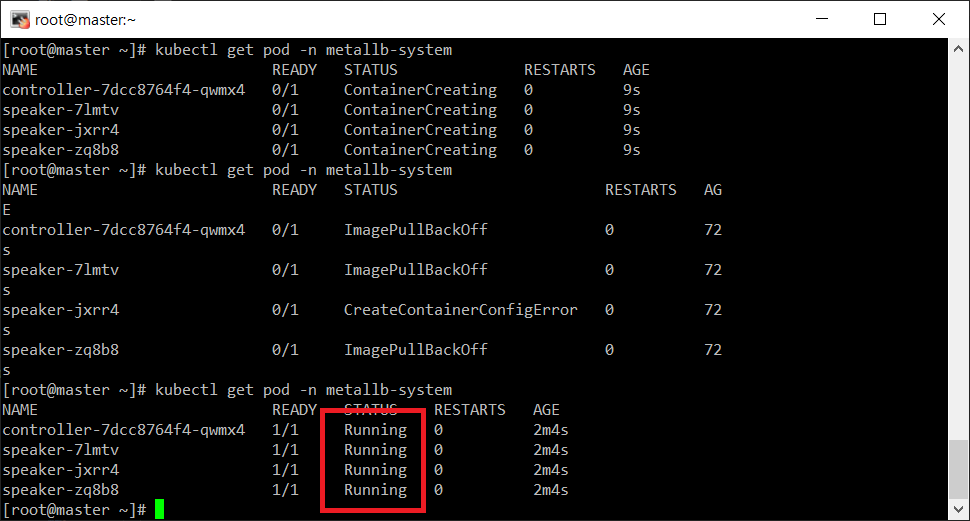 root@master:~
[root@master ~]# kubectl get pod -n metallb-system
NAME READY STATUS RESTARTS AGE
controller-7dcc8764f4-qwmx4 0/1 ContainerCreating 0 9s
speaker-7lmtv 0/1 ContainerCreating 0 9s
speaker-jxrr4 0/1 ContainerCreating 0 9s
speaker-zq8b8 0/1 ContainerCreating 0 9s
[root@master ~]# kubectl get pod -n metallb-system
NAME READY STATUS RESTARTS AG
E
controller-7dcc8764f4-qwmx4 0/1 ImagePullBackOff 0 72
s
speaker-7lmtv 0/1 ImagePullBackOff 0 72
s
speaker-jxrr4 0/1 CreateContainerConfigError 0 72
s
speaker-zq8b8 0/1 ImagePullBackOff 0 72
s
[root@master ~]# kubectl get pod -n metallb-system
NAME READY STATUS RESTARTS AGE
controller-7dcc8764f4-qwmx4 1/1 Running 0 2m4s
speaker-7lmtv 1/1 Running 0 2m4s
speaker-jxrr4 1/1 Running 0 2m4s
speaker-zq8b8 1/1 Running 0 2m4s
[root@master ~]#